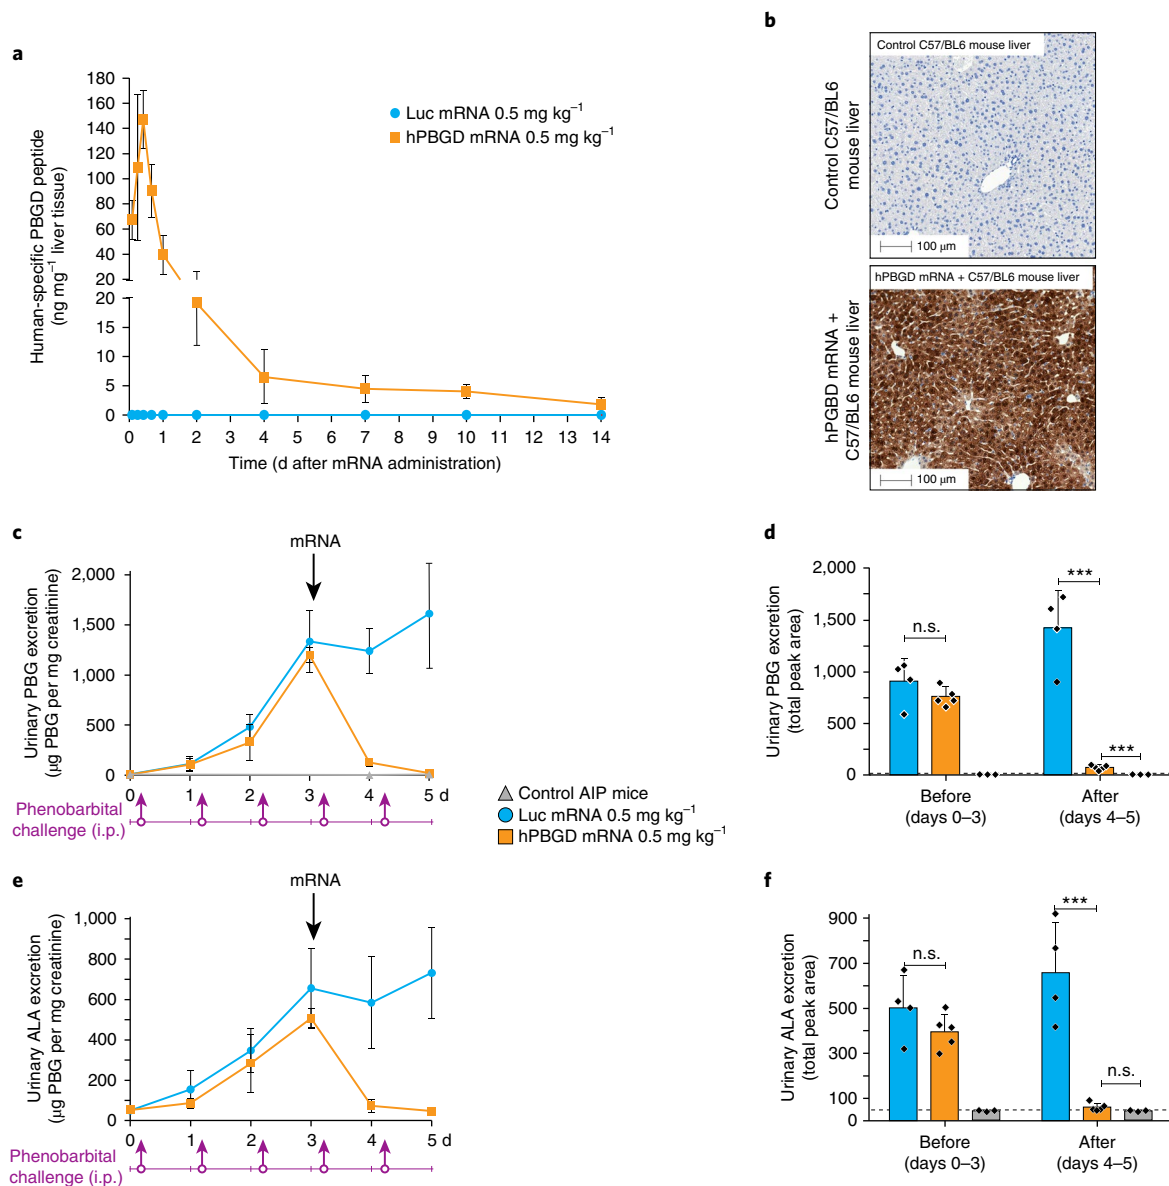 a
180
160
140
120
100
80
60
40
20
20
15
10
5
0
Human-specific PBGD peptide
(ng mg⁻¹ liver tissue)
0 1 2 3 4 5 6 7 8 9 10 11 12 13 14
Time (d after mRNA administration)
Luc mRNA 0.5 mg kg⁻¹
hPBGD mRNA 0.5 mg kg⁻¹
b
Control C57/BL6
mouse liver
Control C57/BL6 mouse liver
100 µm
hPGBD mRNA +
C57/BL6 mouse liver
hPBGD mRNA + C57/BL6 mouse liver
100 µm
c
mRNA
2,000
1,500
1,000
500
0
Urinary PBG excretion
(µg PBG per mg creatinine)
0 1 2 3 4 5 d
Phenobarbital
challenge (i.p.)
Control AIP mice
Luc mRNA 0.5 mg kg⁻¹
hPBGD mRNA 0.5 mg kg⁻¹
d
2,000
1,500
1,000
500
0
Urinary PBG excretion
(total peak area)
n.s.
***
***
Before
(days 0–3)
After
(days 4–5)
e
mRNA
1,000
800
600
400
200
0
Urinary ALA excretion
(µg PBG per mg creatinine)
0 1 2 3 4 5 d
Phenobarbital
challenge (i.p.)
f
900
700
500
300
100
0
Urinary ALA excretion
(total peak area)
n.s.
***
n.s.
Before
(days 0–3)
After
(days 4–5)